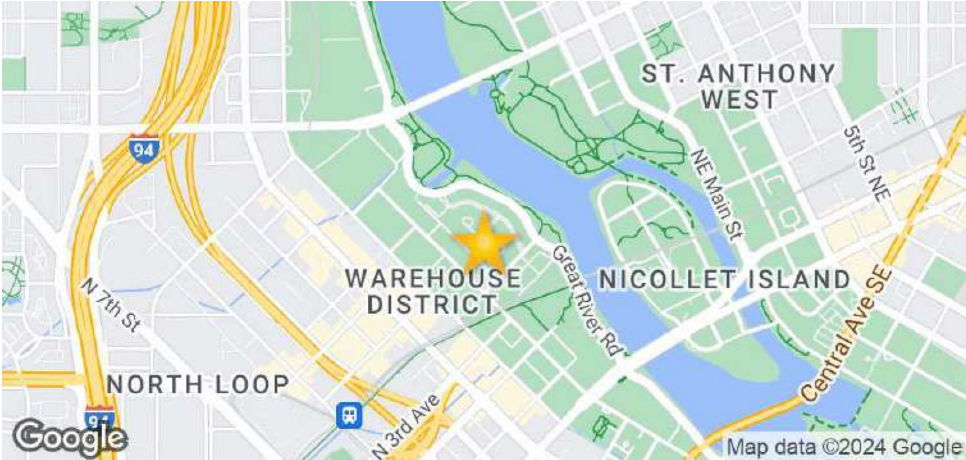 ST. ANTHONY
WEST
94
5th St NE
NE Main St
WAREHOUSE
DISTRICT
Great River Rd
NICOLLET ISLAND
N 7th St
Central Ave SE
NORTH LOOP
N 3rd Ave
94
Google
Map data ©2024 Google